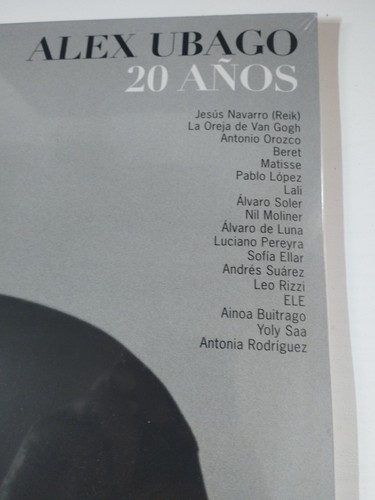 ALEX UBAGO
20 AÑOS
Jesús Navarro (Reik)
La Oreja de Van Gogh
Antonio Orozco
Beret
Matisse
Pablo López
Lali
Álvaro Soler
Nil Moliner
Álvaro de Luna
Luciano Pereyra
Sofía Ellar
Andrés Suárez
Leo Rizzi
ELE
Ainoa Buitrago
Yoly Saa
Antonia Rodríguez